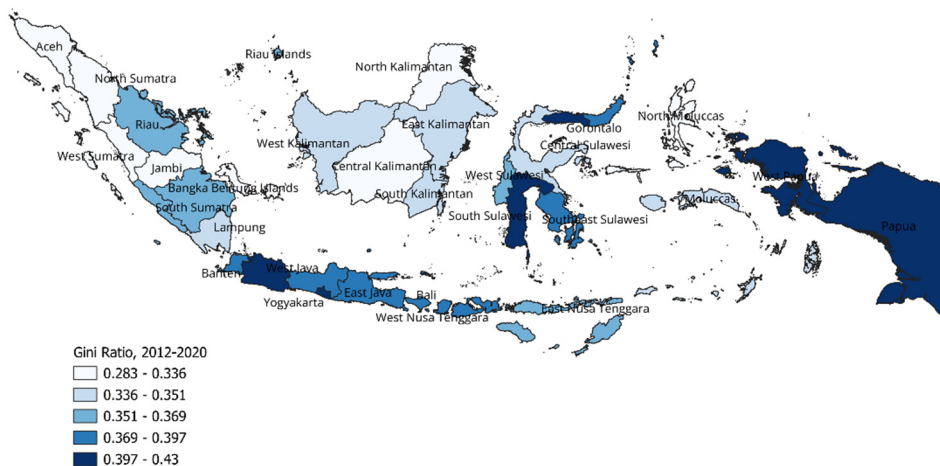 Aceh
North Sumatra
Riau Islands
North Kalimantan
Riau
East Kalimantan
Gorontalo
North Moluccas
West Sumatra
West Kalimantan
Central Sulawesi
Jambi
Central Kalimantan
West Sulawesi
West Papua
Bangka Belitung Islands
South Kalimantan
Moluccas
South Sumatra
South Sulawesi
Southeast Sulawesi
Lampung
Papua
Banten
West Java
Yogyakarta
East Java
Bali
East Nusa Tenggara
West Nusa Tenggara
Gini Ratio, 2012-2020
0.283 - 0.336
0.336 - 0.351
0.351 - 0.369
0.369 - 0.397
0.397 - 0.43